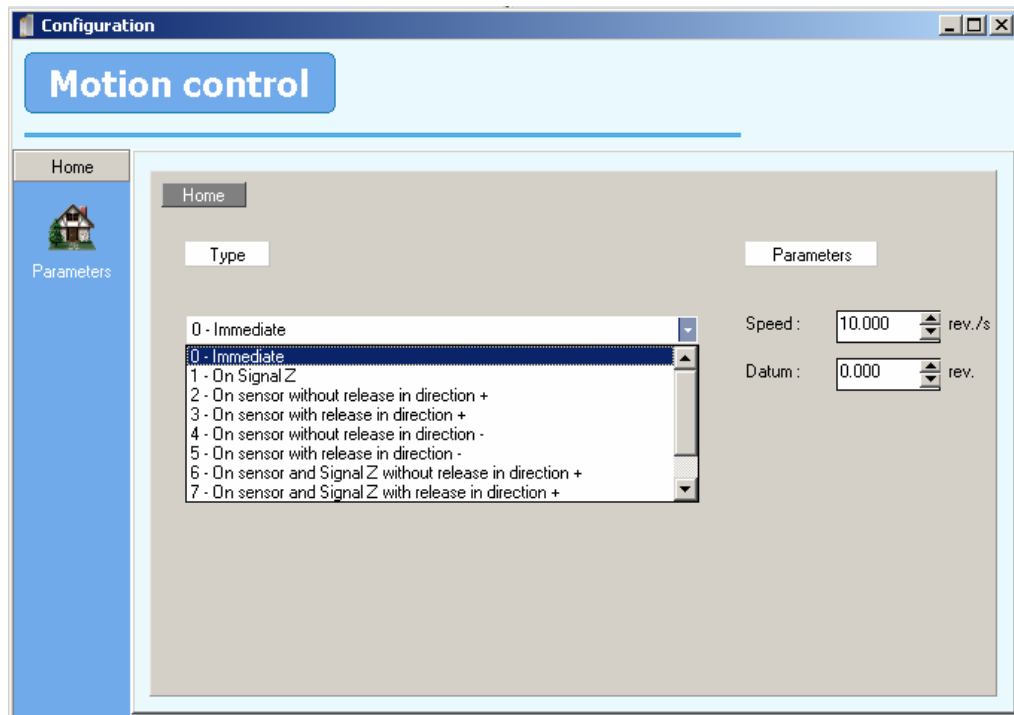 Configuration
Motion control
Home
Parameters
Home
Type
Parameters
0 - Immediate
0 - Immediate
1 - On Signal Z
2 - On sensor without release in direction +
3 - On sensor with release in direction +
4 - On sensor without release in direction -
5 - On sensor with release in direction -
6 - On sensor and Signal Z without release in direction +
7 - On sensor and Signal Z with release in direction +
Speed : 10.000 rev./s
Datum : 0.000 rev.